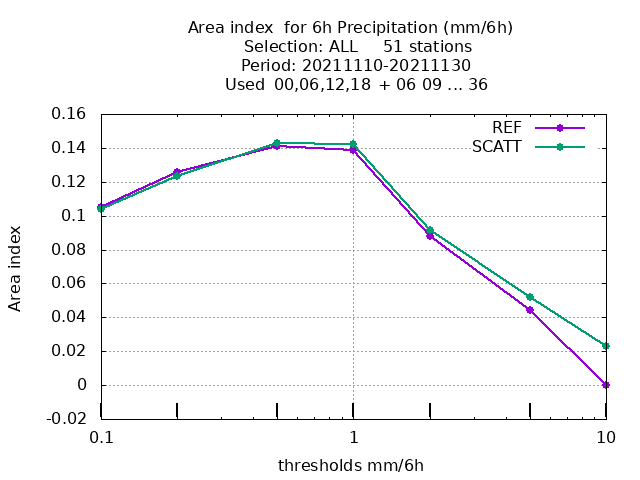 Area index  for 6h Precipitation (mm/6h)
Selection: ALL     51 stations
Period: 20211110-20211130
Used  00,06,12,18 + 06 09 ... 36
REF
SCATT
0.16
0.14
0.12
0.1
0.08
0.06
0.04
0.02
0
-0.02
Area index
0.1
1
10
thresholds mm/6h